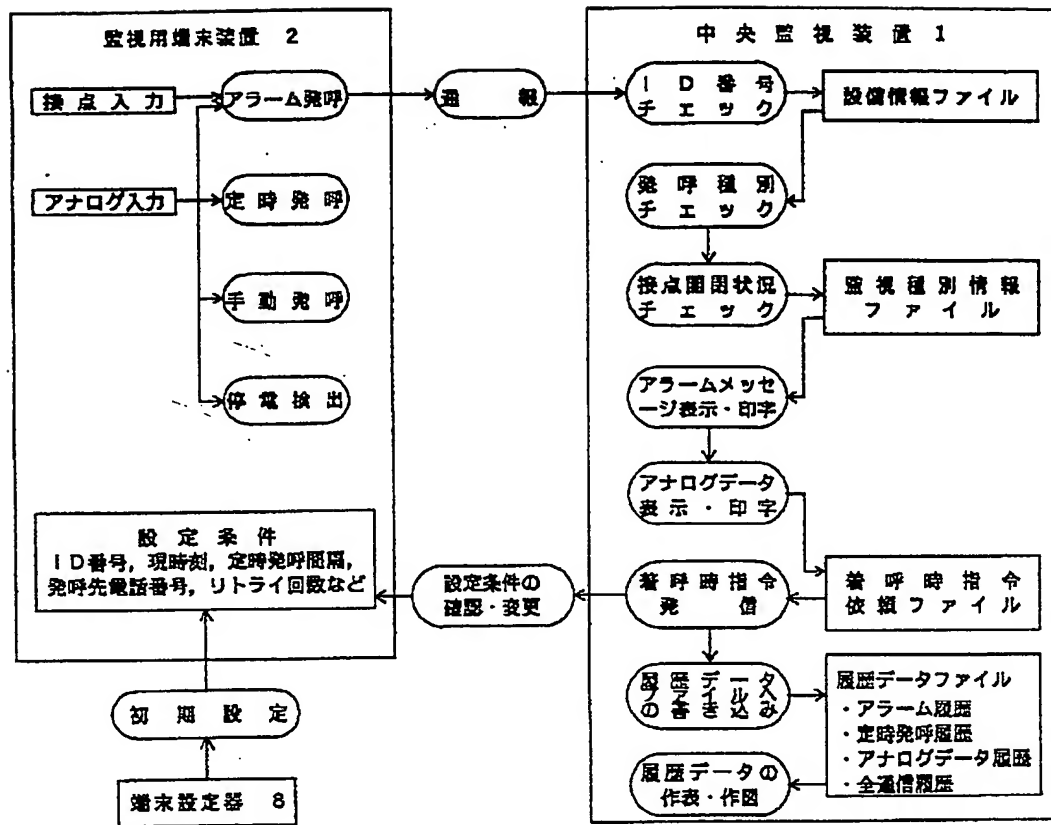 監視用端末装置 2
接点入力
アラーム発呼
アナログ入力
定時発呼
手動発呼
停電検出
設定条件
ID番号, 現時刻, 定時発呼間隔,
発呼先電話番号, リトライ回数など
初期設定
端末設定器 8
通報
設定条件の
確認・変更
中央監視装置 1
ID番号
チェック
設備情報ファイル
発呼種別
チェック
接点開閉状況
チェック
監視種別情報
ファイル
アラームメッセ
ージ表示・印字
アナログデータ
表示・印字
着呼時指令
発信
着呼時指令
依頼ファイル
履歴データ
ファイルへ
の書き込み
履歴データファイル
・アラーム履歴
・定時発呼履歴
・アナログデータ履歴
・全通信履歴
履歴データの
作表・作図